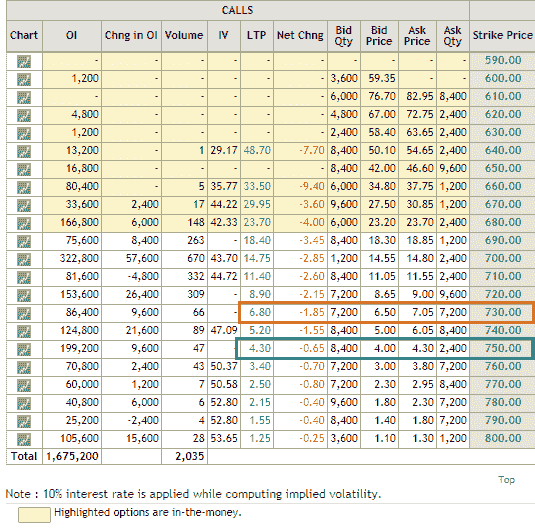 CALLS
Chart OI Chng in OI Volume IV LTP Net Chng Bid Qty Bid Price Ask Price Ask Qty Strike Price
- - - - - - - - - - 590.00
1,200 - - - - - 3,600 59.35 - - 600.00
- - - - - - 6,000 76.70 82.95 8,400 610.00
4,800 - - - - - 4,800 67.00 72.75 2,400 620.00
1,200 - - - - - 2,400 58.40 63.65 2,400 630.00
13,200 - 1 29.17 48.70 -7.70 8,400 50.10 54.65 2,400 640.00
16,800 - - - - - 8,400 42.00 46.60 9,600 650.00
80,400 - 5 35.77 33.50 -9.40 6,000 34.80 37.75 1,200 660.00
33,600 2,400 17 44.22 29.95 -3.60 9,600 27.50 30.85 1,200 670.00
166,800 6,000 148 42.33 23.70 -4.00 6,000 23.20 23.70 2,400 680.00
75,600 8,400 263 - 18.40 -3.45 8,400 18.30 18.85 1,200 690.00
322,800 57,600 670 43.70 14.75 -2.85 1,200 14.55 14.80 2,400 700.00
81,600 -4,800 332 44.72 11.40 -2.60 8,400 11.05 11.55 2,400 710.00
153,600 26,400 309 - 8.90 -2.15 7,200 8.65 9.00 9,600 720.00
86,400 9,600 66 - 6.80 -1.85 7,200 6.50 7.05 7,200 730.00
124,800 21,600 89 47.09 5.20 -1.55 8,400 5.00 6.05 8,400 740.00
199,200 9,600 47 - 4.30 -0.65 8,400 4.00 4.30 2,400 750.00
70,800 2,400 43 50.37 3.40 -0.70 7,200 3.00 3.80 7,200 760.00
60,000 1,200 7 50.58 2.50 -0.80 7,200 2.30 2.95 8,400 770.00
40,800 6,000 6 52.80 2.15 -0.40 9,600 1.80 2.30 7,200 780.00
25,200 -2,400 4 52.80 1.55 -0.40 8,400 1.40 1.80 7,200 790.00
105,600 15,600 28 53.65 1.25 -0.25 3,600 1.10 1.30 1,200 800.00
Total 1,675,200 2,035
Top
Note : 10% interest rate is applied while computing implied volatility.
Highlighted options are in-the-money.